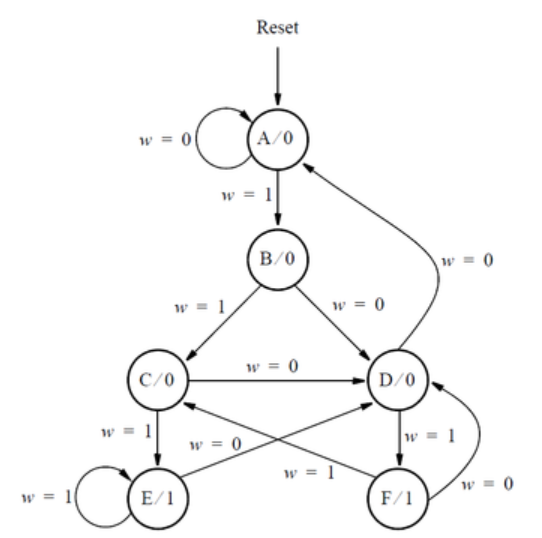 Reset
w = 0
A/0
w = 1
B/0
w = 0
w = 1
w = 0
w = 0
C/0
D/0
w = 1
w = 1
w = 0
w = 1
w = 0
w = 1
E/1
F/1